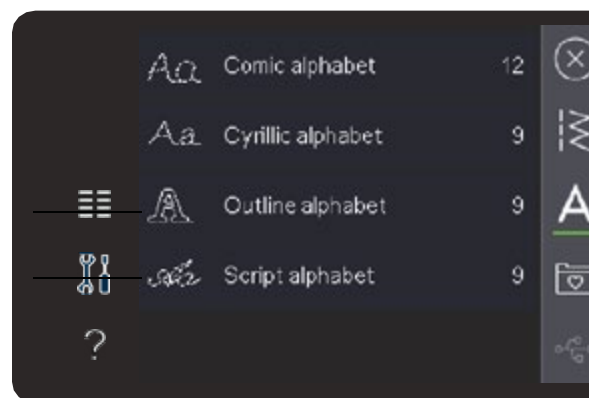 Aa Comic alphabet 12
Aa Cyrillic alphabet 9
A Outline alphabet 9
Script alphabet 9
A
?